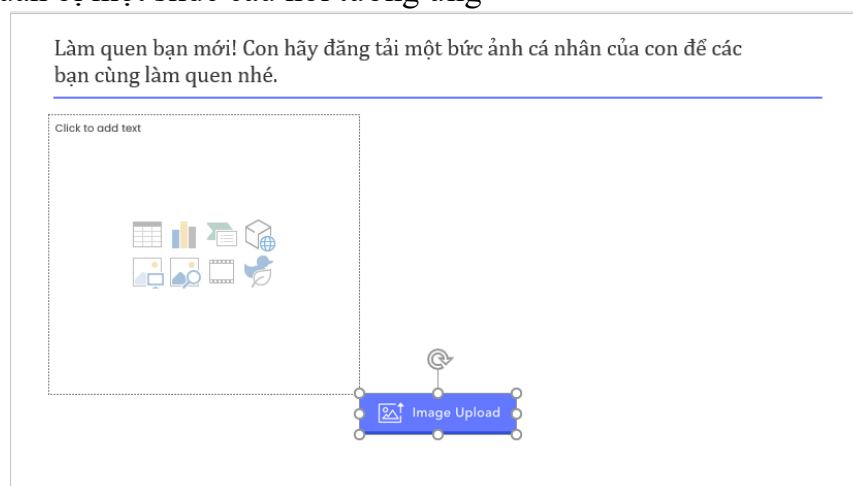 Làm quen bạn mới! Con hãy đăng tải một bức ảnh cá nhân của con để các
bạn cùng làm quen nhé.
Click to add text
Image Upload